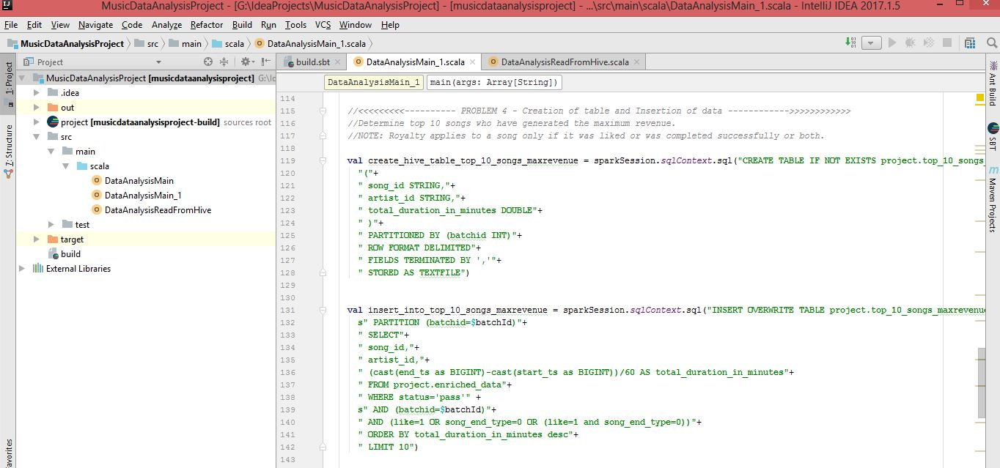 MusicDataAnalysisProject - [G:\IdeaProjects\MusicDataAnalysisProject] - [musicdataanalysisproject] - ...\src\main\scala\DataAnalysisMain_1.scala - IntelliJ IDEA 2017.1.5
File Edit View Navigate Code Analyze Refactor Build Run Tools VCS Window Help
MusicDataAnalysisProject src main scala DataAnalysisMain_1.scala
Project
build.sbt DataAnalysisMain_1.scala DataAnalysisReadFromHive.scala
DataAnalysisMain_1 main(args: Array[String])
1: Project
Z: Structure
avorites
MusicDataAnalysisProject [musicdataanalysisproject] G:\Id
.idea
out
project [musicdataanalysisproject-build] sources root
src
main
scala
DataAnalysisMain
DataAnalysisMain_1
DataAnalysisReadFromHive
test
target
build
External Libraries
114
115 //<<<<<<<<<---------- PROBLEM 4 - Creation of table and Insertion of data ------------>>>>>>>>>>>>
116 //Determine top 10 songs who have generated the maximum revenue.
117 //NOTE: Royalty applies to a song only if it was liked or was completed successfully or both.
118
119 val create_hive_table_top_10_songs_maxrevenue = sparkSession.sqlContext.sql("CREATE TABLE IF NOT EXISTS project.top_10_songs_
120 "("+
121 " song_id STRING,"+
122 " artist_id STRING,"+
123 " total_duration_in_minutes DOUBLE"+
124 " )"+
125 " PARTITIONED BY (batchid INT)"+
126 " ROW FORMAT DELIMITED"+
127 " FIELDS TERMINATED BY ','"+
128 " STORED AS TEXTFILE")
129
130
131 val insert_into_top_10_songs_maxrevenue = sparkSession.sqlContext.sql("INSERT OVERWRITE TABLE project.top_10_songs_maxrevenue
132 s" PARTITION (batchid=$batchId)"+
133 " SELECT"+
134 " song_id,"+
135 " artist_id,"+
136 " (cast(end_ts as BIGINT)-cast(start_ts as BIGINT))/60 AS total_duration_in_minutes"+
137 " FROM project.enriched_data"+
138 " WHERE status='pass'" +
139 s" AND (batchid=$batchId)"+
140 " AND (like=1 OR song_end_type=0 OR (like=1 and song_end_type=0))"+
141 " ORDER BY total_duration_in_minutes desc"+
142 " LIMIT 10")
143
Ant Build
SBT
Maven Projects